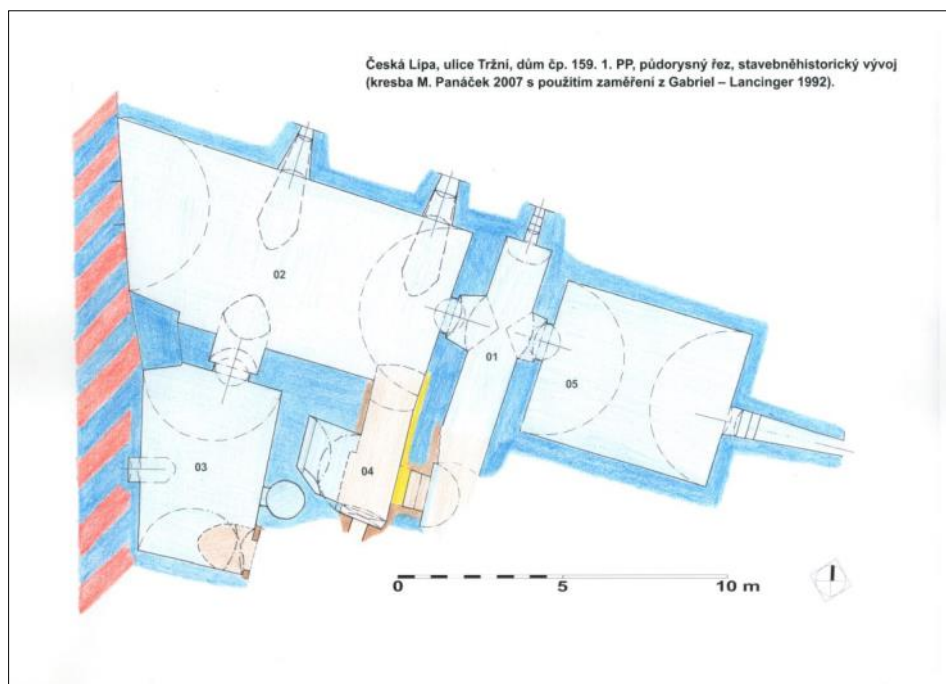 Česká Lípa, ulice Tržní, dům čp. 159. 1. PP, půdorysný řez, stavebněhistorický vývoj
(kresba M. Panáček 2007 s použitím zaměření z Gabriel – Lancinger 1992).
02
01
05
03
04
0 5 10 m